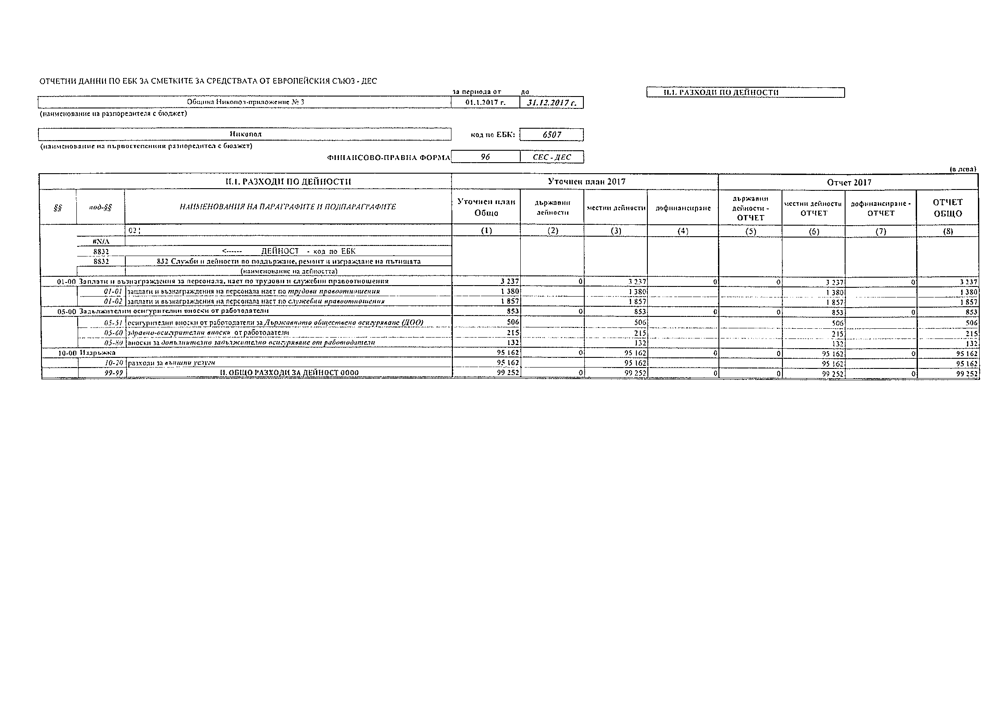 ОТЧЕТНИ ДАННИ ПО ЕБК ЗА СМЕТКИТЕ ЗА СРЕДСТВАТА ОТ ЕВРОПЕЙСКИЯ СЪЮЗ - ДЕС
за периода от до
II.1. РАЗХОДИ ПО ДЕЙНОСТИ
Община Никопол-приложение № 3 01.1.2017 г. 31.12.2017 г.
(наименование на разпоредителя с бюджет)
Никопол код по ЕБК: 6507
(наименование на първостепенния разпоредител с бюджет)
ФИНАНСОВО-ПРАВНА ФОРМА 96 СЕС - ДЕС
(в лева)
II.1. РАЗХОДИ ПО ДЕЙНОСТИ Уточнен план 2017 Отчет 2017
§§ под-§§ НАИМЕНОВАНИЯ НА ПАРАГРАФИТЕ И ПОДПАРАГРАФИТЕ Уточнен план Общо държавни дейности местни дейности дофинансиране държавни дейности - ОТЧЕТ местни дейности ОТЧЕТ дофинансиране - ОТЧЕТ ОТЧЕТ ОБЩО
02 ¦ (1) (2) (3) (4) (5) (6) (7) (8)
#N/A
8832 <------ ДЕЙНОСТ - код по ЕБК
8832 832 Служби и дейности по поддържане, ремонт и изграждане на пътищата
(наименование на дейността)
01-00 Заплати и възнаграждения за персонала, нает по трудови и служебни правоотношения 3 237 0 3 237 0 0 3 237 0 3 237
01-01 заплати и възнаграждения на персонала нает по трудови правоотношения 1 380 1 380 1 380 1 380
01-02 заплати и възнаграждения на персонала нает по служебни правоотношения 1 857 1 857 1 857 1 857
05-00 Задължителни осигурителни вноски от работодатели 853 0 853 0 0 853 0 853
05-51 осигурителни вноски от работодатели за Държавното обществено осигуряване (ДОО) 506 506 506 506
05-60 здравно-осигурителни вноски от работодатели 215 215 215 215
05-80 вноски за допълнително задължително осигуряване от работодатели 132 132 132 132
10-00 Издръжка 95 162 0 95 162 0 0 95 162 0 95 162
10-20 разходи за външни услуги 95 162 95 162 95 162 95 162
99-99 II. ОБЩО РАЗХОДИ ЗА ДЕЙНОСТ 0000 99 252 0 99 252 0 0 99 252 0 99 252